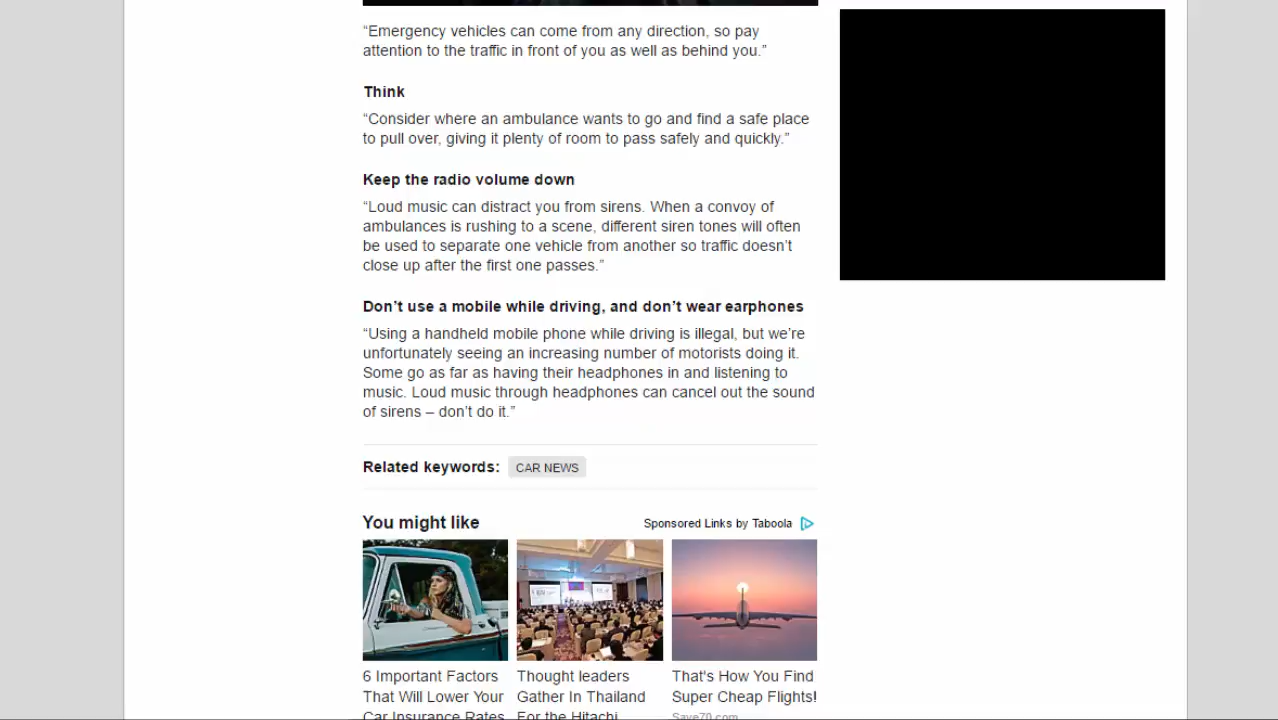 “Emergency vehicles can come from any direction, so pay
attention to the traffic in front of you as well as behind you.”
Think
“Consider where an ambulance wants to go and find a safe place
to pull over, giving it plenty of room to pass safely and quickly.”
Keep the radio volume down
“Loud music can distract you from sirens. When a convoy of
ambulances is rushing to a scene, different siren tones will often
be used to separate one vehicle from another so traffic doesn’t
close up after the first one passes.”
Don’t use a mobile while driving, and don’t wear earphones
“Using a handheld mobile phone while driving is illegal, but we’re
unfortunately seeing an increasing number of motorists doing it.
Some go as far as having their headphones in and listening to
music. Loud music through headphones can cancel out the sound
of sirens – don’t do it.”
Related keywords: CAR NEWS
You might like
Sponsored Links by Taboola
6 Important Factors
That Will Lower Your
Car Insurance Rates
Thought leaders
Gather In Thailand
For the Hitachi
That's How You Find
Super Cheap Flights!
Save70.com